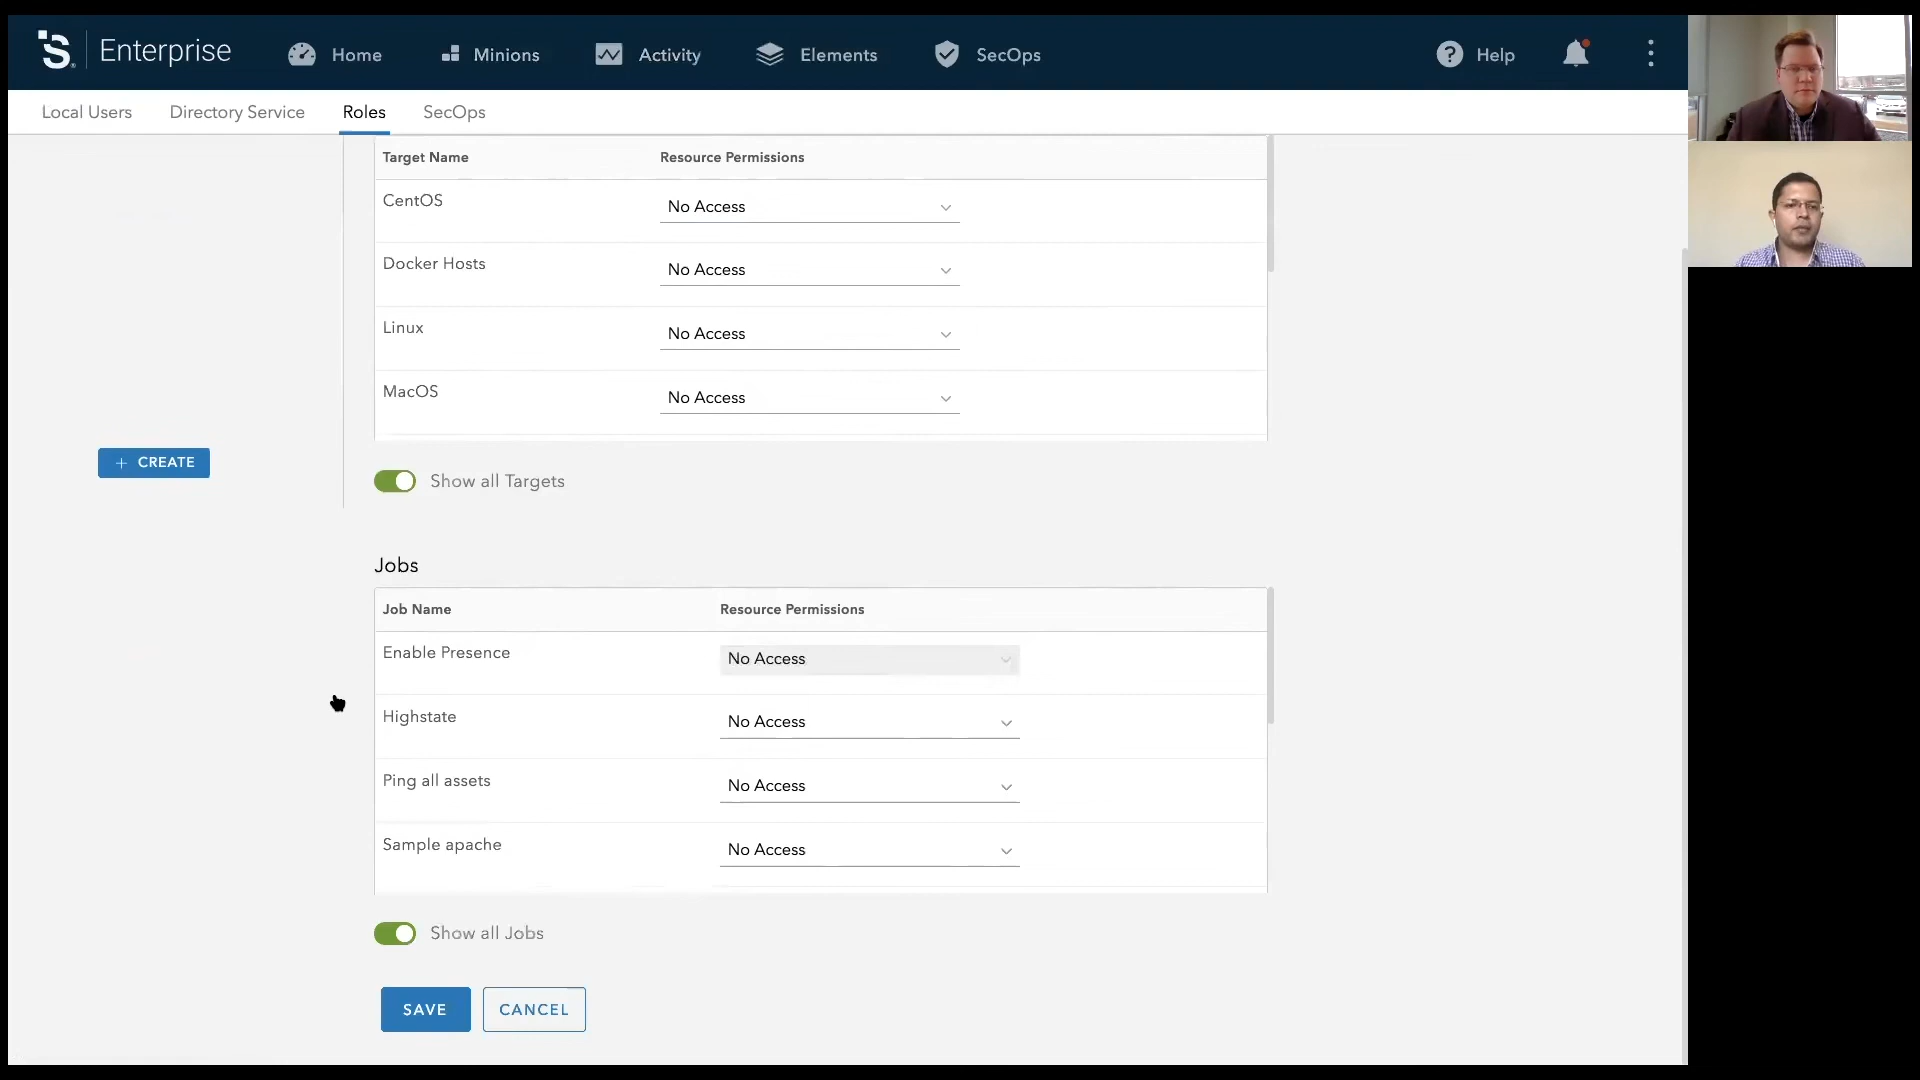 S Enterprise
Home
Minions
Activity
Elements
SecOps
Help
Local Users
Directory Service
Roles
SecOps
Target Name
Resource Permissions
CentOS
No Access
Docker Hosts
No Access
Linux
No Access
MacOS
No Access
+ CREATE
Show all Targets
Jobs
Job Name
Resource Permissions
Enable Presence
No Access
Highstate
No Access
Ping all assets
No Access
Sample apache
No Access
Show all Jobs
SAVE
CANCEL